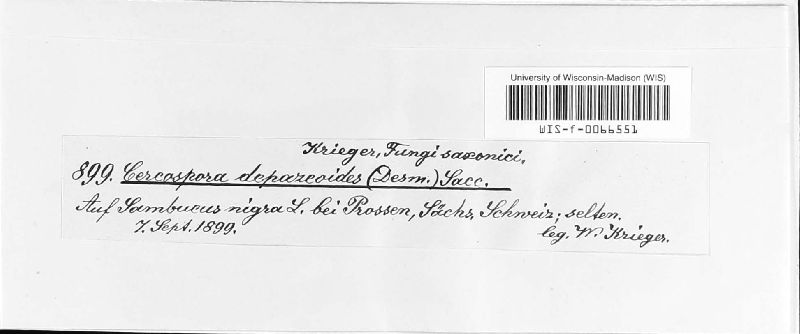 University of Wisconsin-Madison (WIS)
WIS-f-0066551
Krieger, Fungi saxonici.
899. Cercospora depazeoides (Desm.) Sacc.
Auf Sambucus nigra L. bei Prossen, Sächs. Schweiz; selten.
7. Sept. 1899.
leg. W. Krieger.